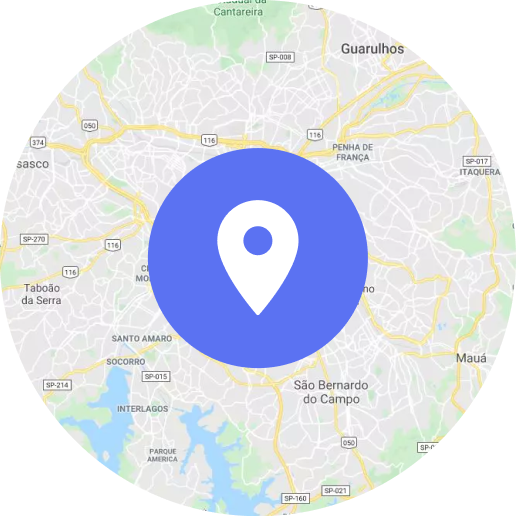 Cantareira
Guarulhos
SP-008
050
116
116
374
PENHA DE
FRANÇA
SP-017
sasco
ITAQUERA
SP-270
116
116
Taboão
da Serra
SANTO AMARO
SOCORRO
Mauá
SP-015
SP-214
São Bernardo
do Campo
INTERLAGOS
050
PARQUE
AMERICA
SP-021
SP-160